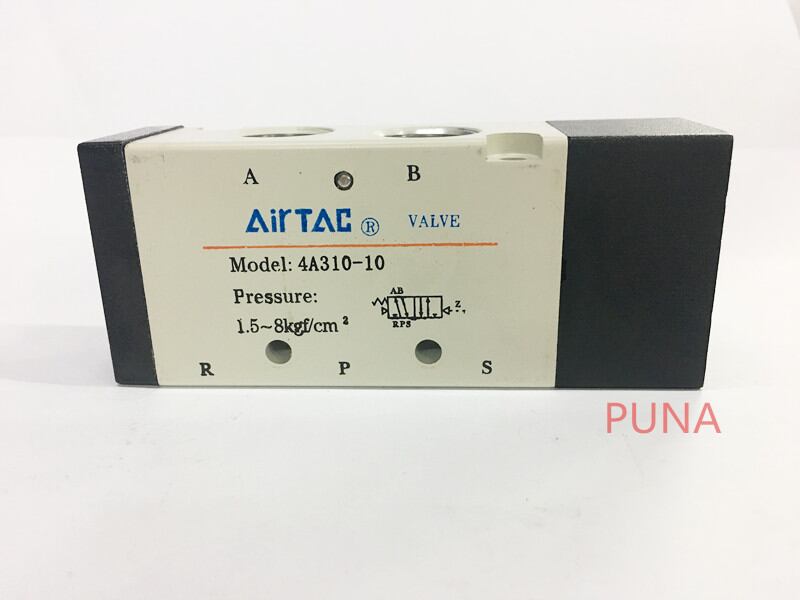 A B
AirTAC ® VALVE
Model: 4A310-10
Pressure:
1.5~8kgf/cm²
AB
Z
RPS
R P S
PUNA